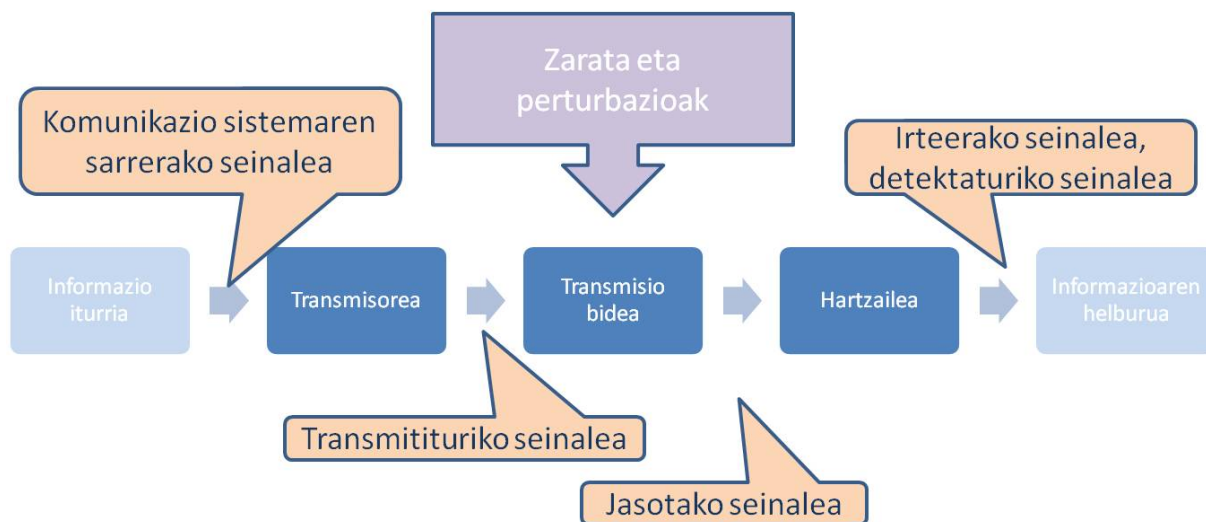 Zarata eta
perturbazioak
Komunikazio sistemaren
sarrerako seinalea
Irteerako seinalea,
detektaturiko seinalea
Informazio
iturria
Transmisorea
Transmisio
bidea
Hartzailea
Informazioaren
helburua
Transmitituriko seinalea
Jasotako seinalea